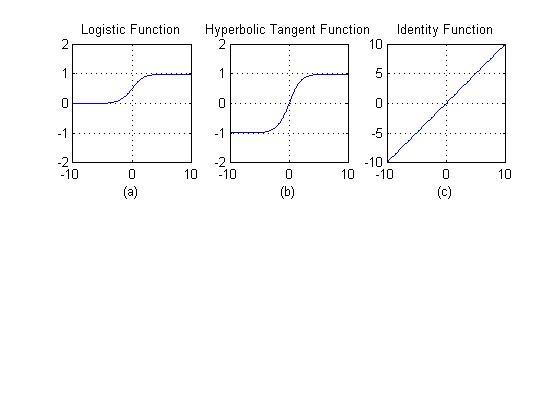 Logistic Function
2
1
0
-1
-2
-10 0 10
(a)
Hyperbolic Tangent Function
2
1
0
-1
-2
-10 0 10
(b)
Identity Function
10
5
0
-5
-10
-10 0 10
(c)